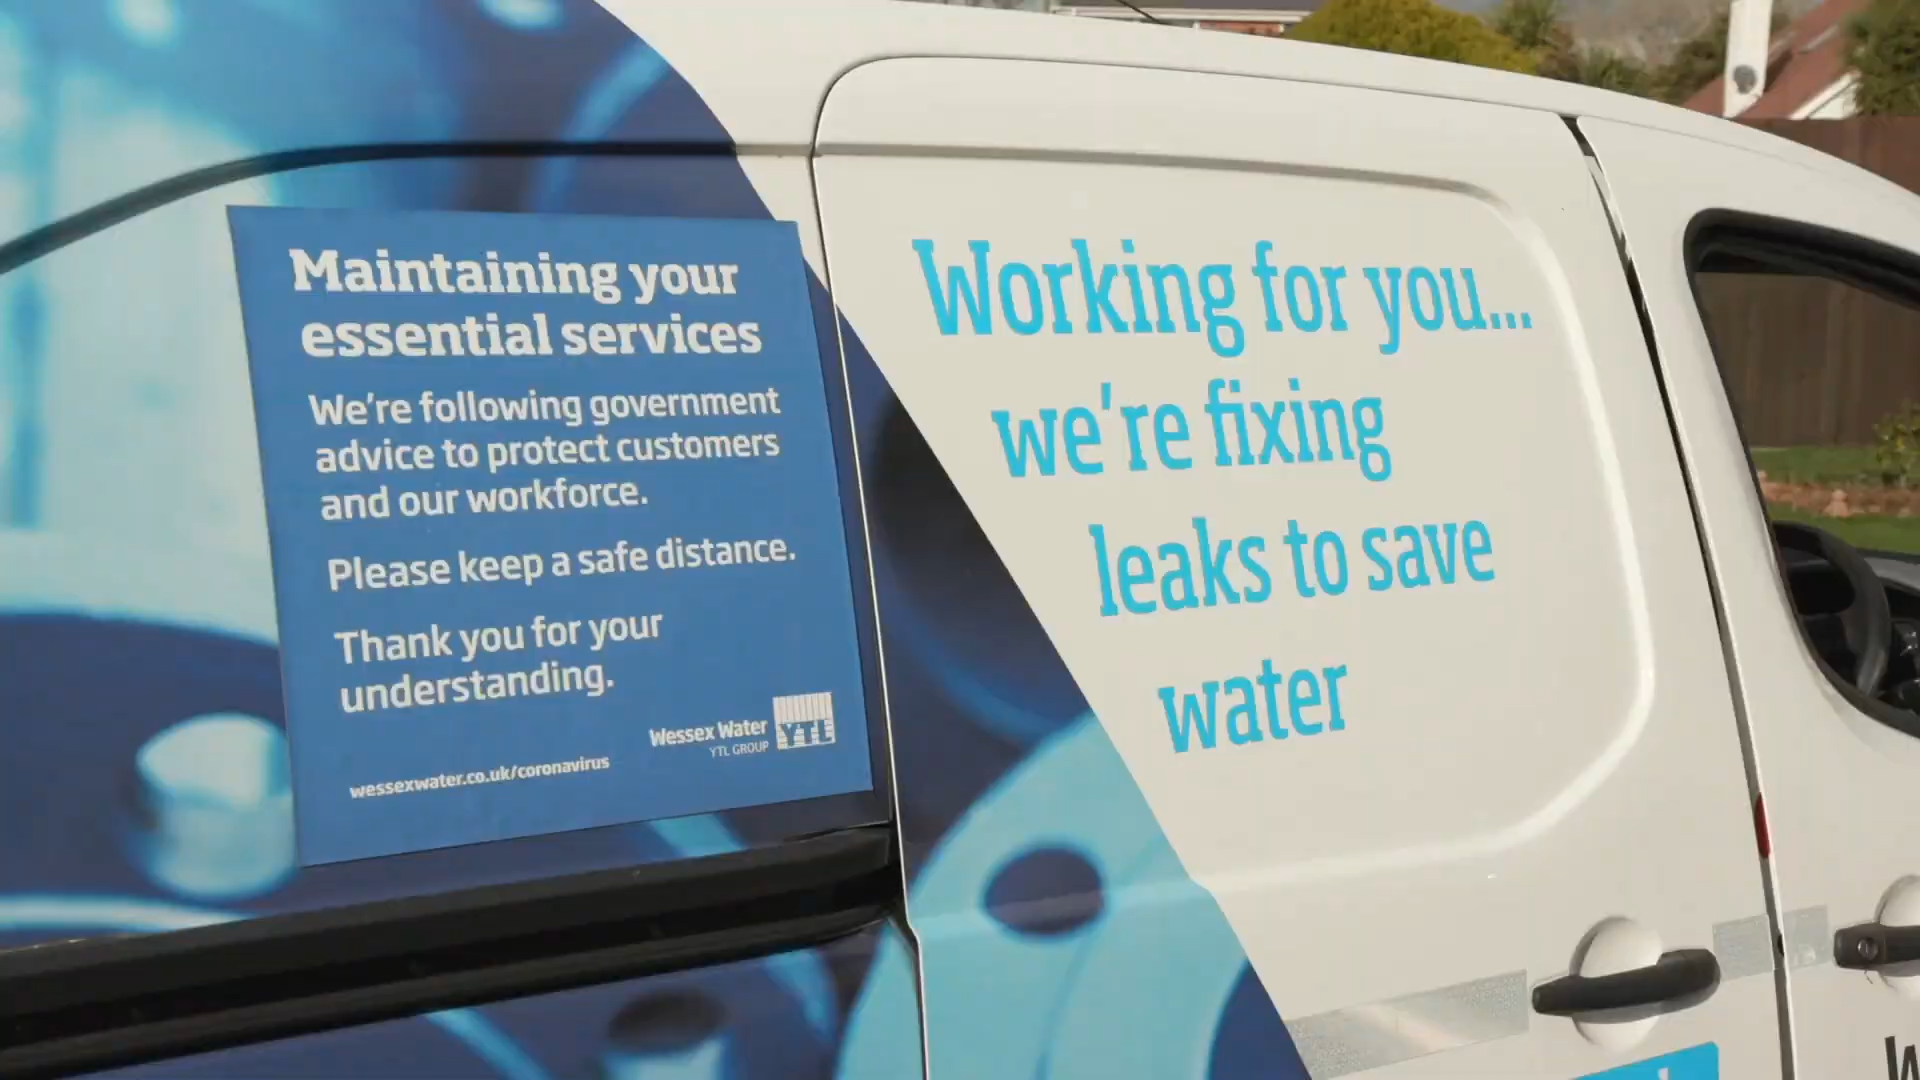 Maintaining your
essential services
We're following government
advice to protect customers
and our workforce.
Please keep a safe distance.
Thank you for your
understanding.
Wessex Water
YTL GROUP
YTL
wessexwater.co.uk/coronavirus
Working for you...
we're fixing
leaks to save
water